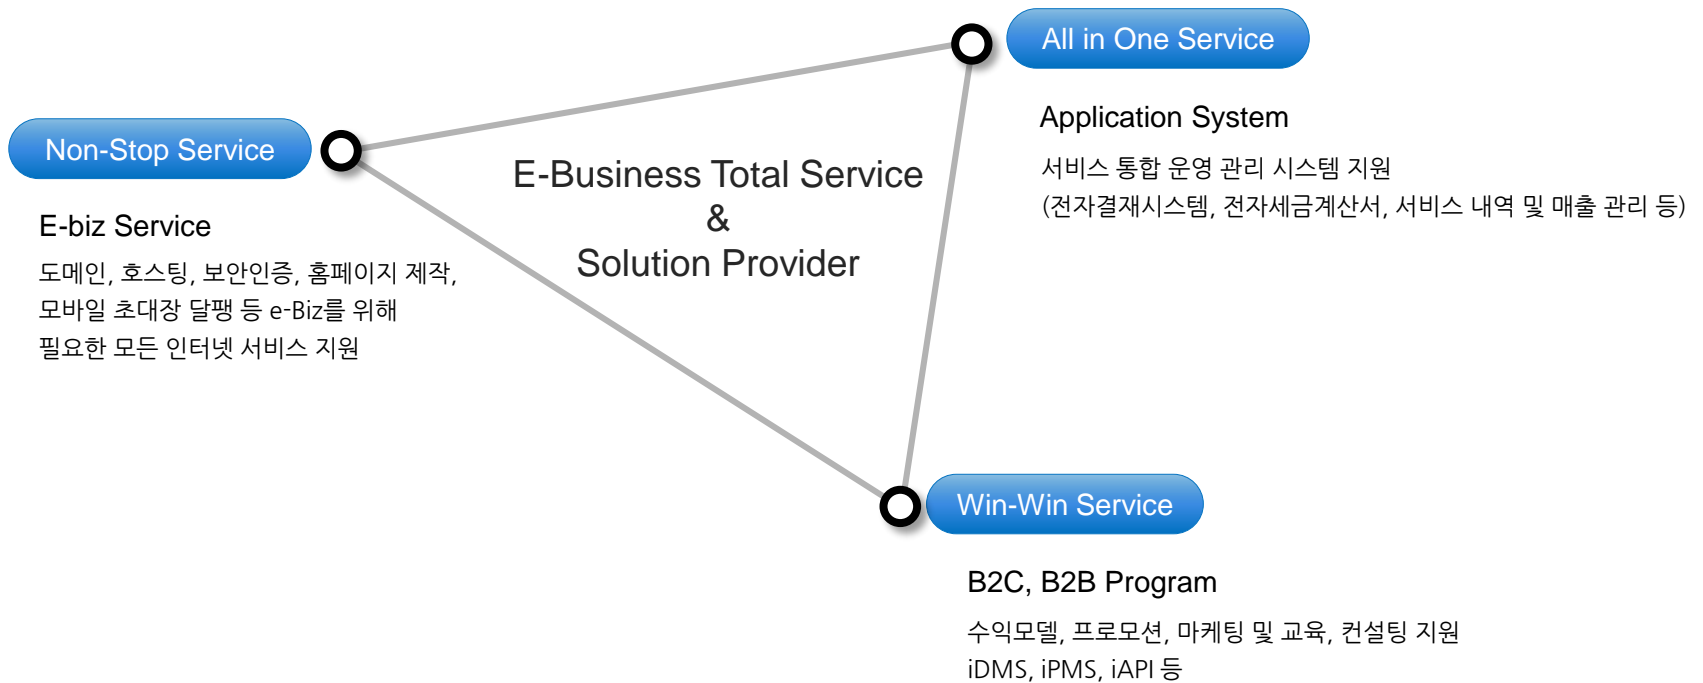 All in One Service
Application System
서비스 통합 운영 관리 시스템 지원
(전자결재시스템, 전자세금계산서, 서비스 내역 및 매출 관리 등)
Non-Stop Service
E-biz Service
도메인, 호스팅, 보안인증, 홈페이지 제작,
모바일 초대장 달팽 등 e-Biz를 위해
필요한 모든 인터넷 서비스 지원
E-Business Total Service
&
Solution Provider
Win-Win Service
B2C, B2B Program
수익모델, 프로모션, 마케팅 및 교육, 컨설팅 지원
iDMS, iPMS, iAPI 등